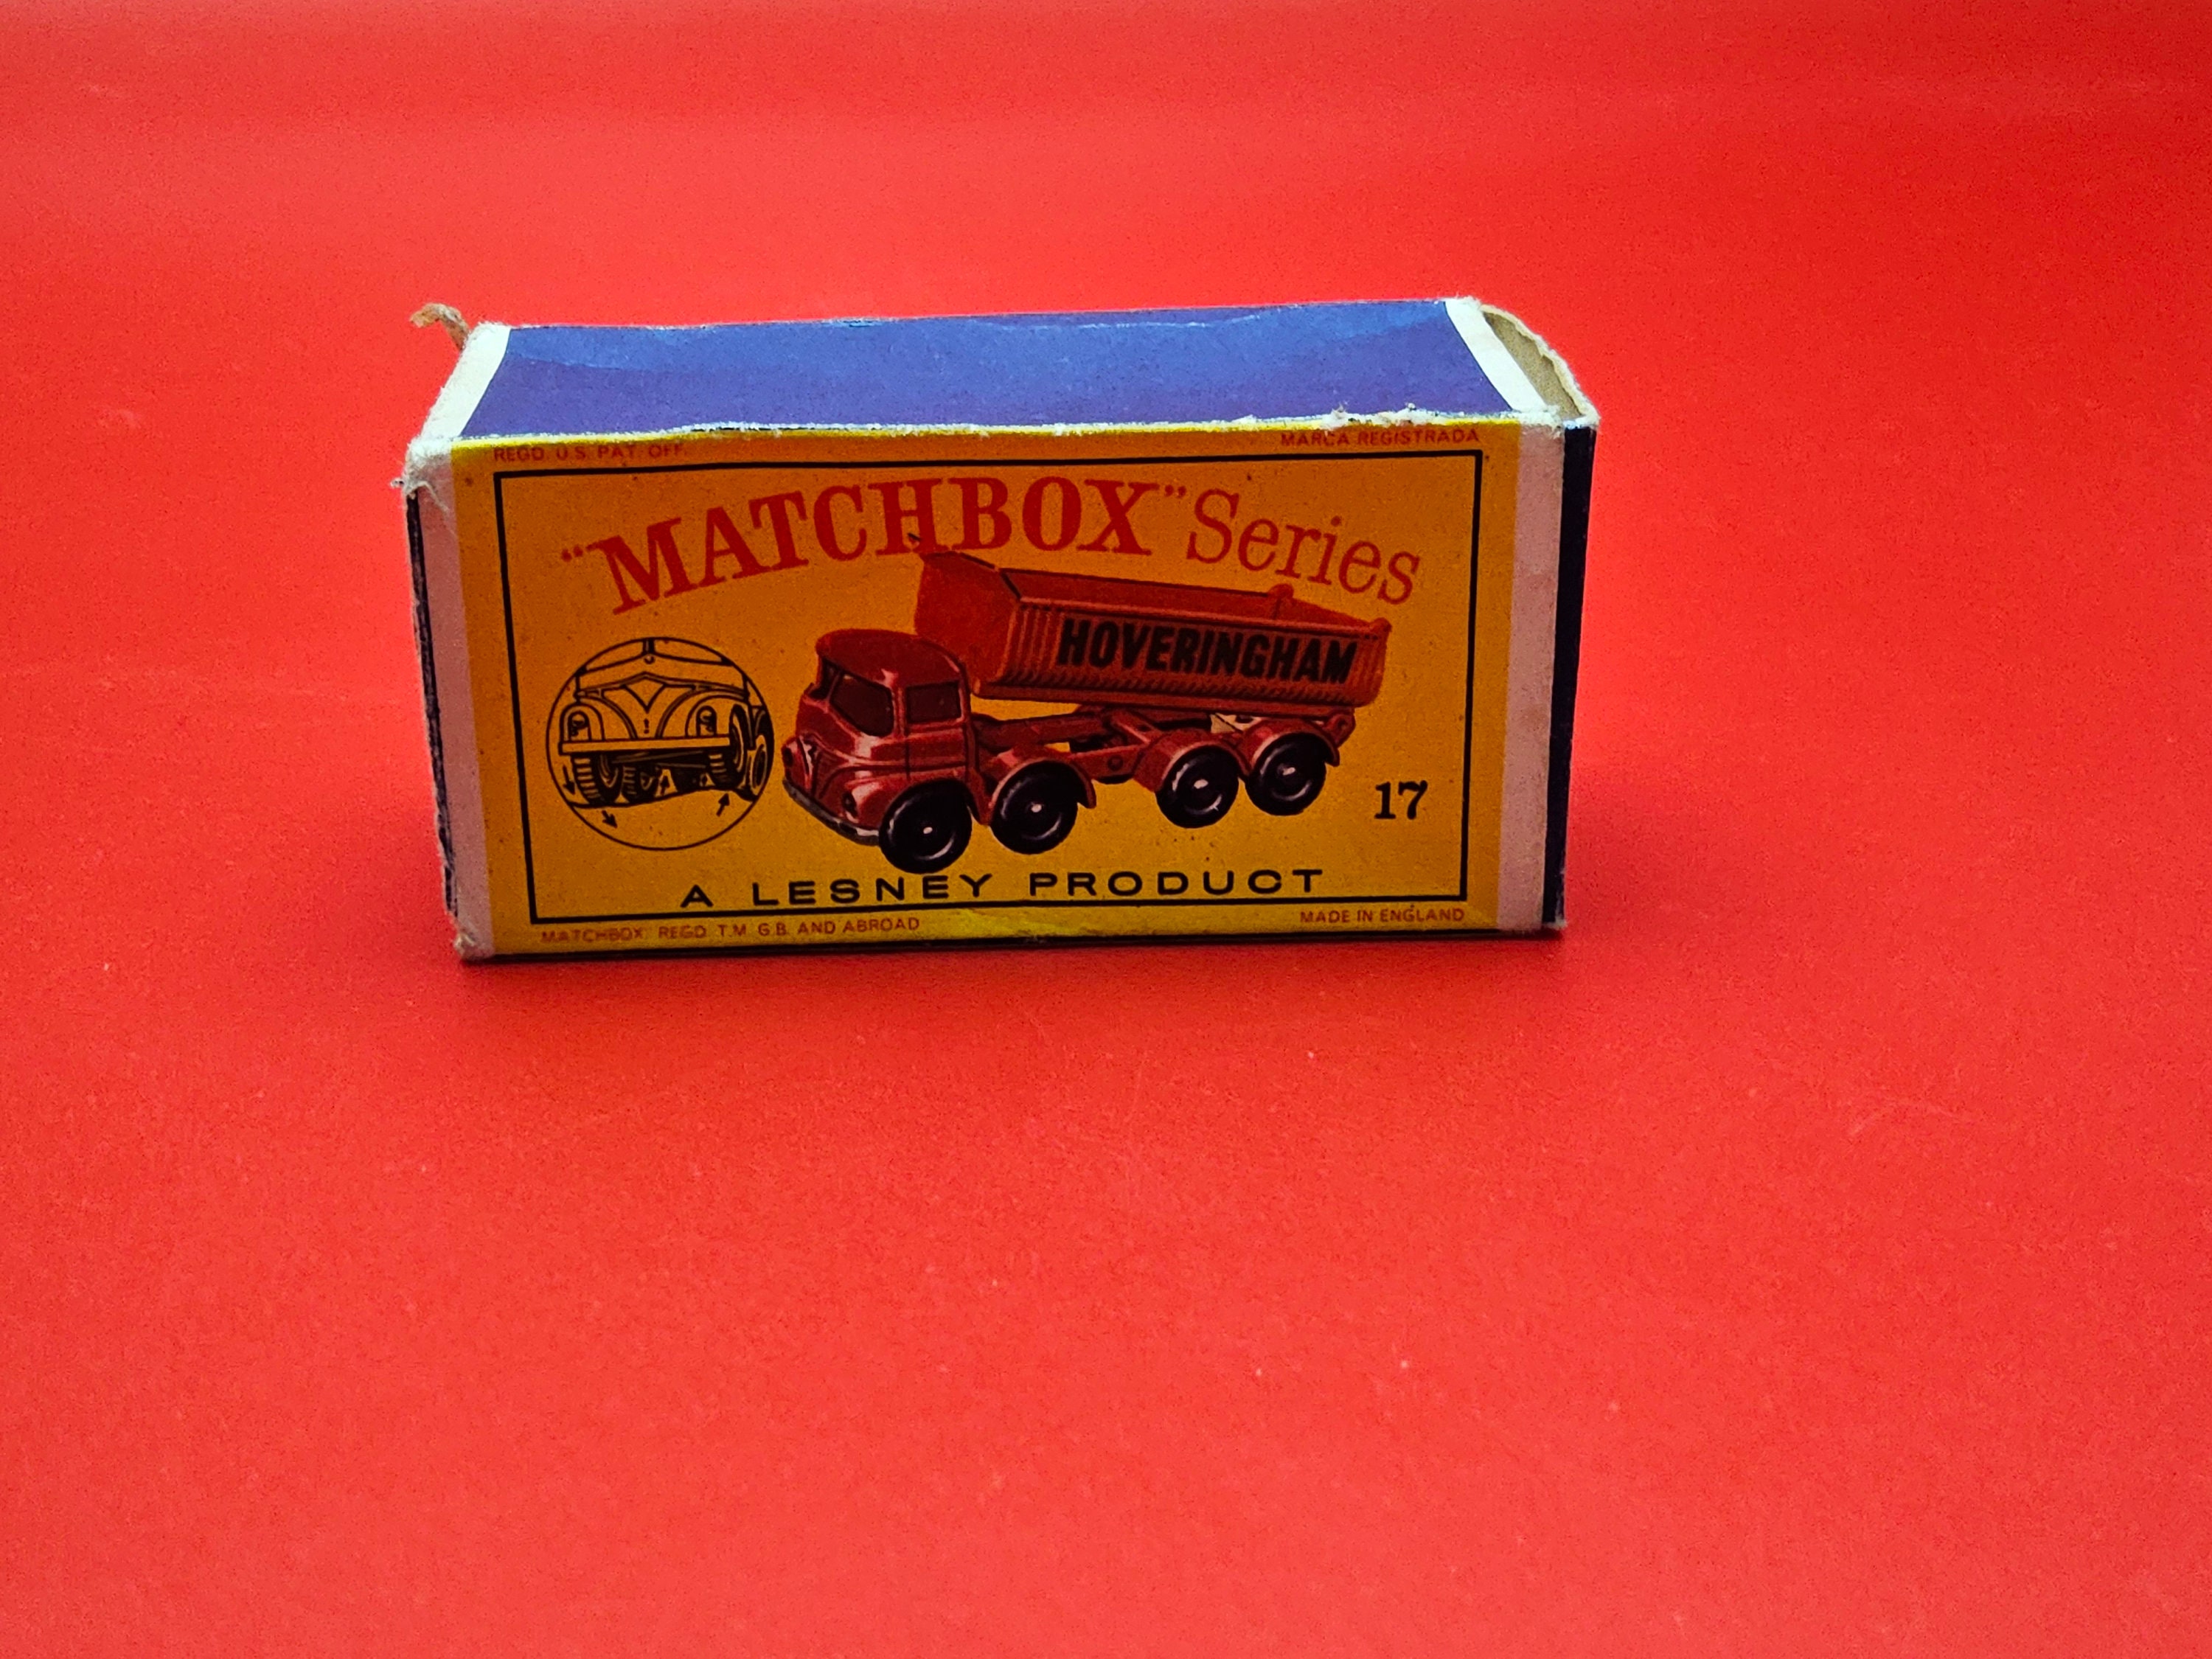 REGD. U.S. PAT. OFF.
MARCA REGISTRADA
"MATCHBOX" Series
HOVERINGHAM
17
A LESNEY PRODUCT
MATCHBOX REGD. T.M. G.B. AND ABROAD
MADE IN ENGLAND